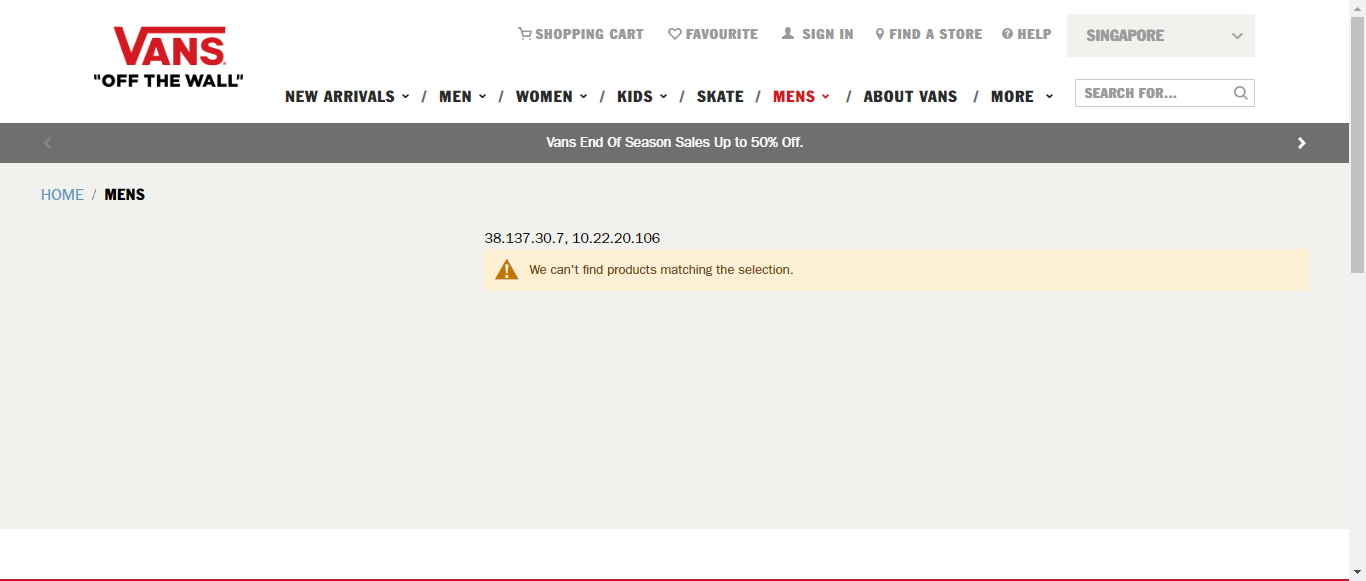 SHOPPING CART FAVOURITE SIGN IN FIND A STORE HELP SINGAPORE
VANS
"OFF THE WALL"
NEW ARRIVALS / MEN / WOMEN / KIDS / SKATE / MENS / ABOUT VANS / MORE SEARCH FOR...
Vans End Of Season Sales Up to 50% Off.
HOME / MENS
38.137.30.7, 10.22.20.106
We can't find products matching the selection.